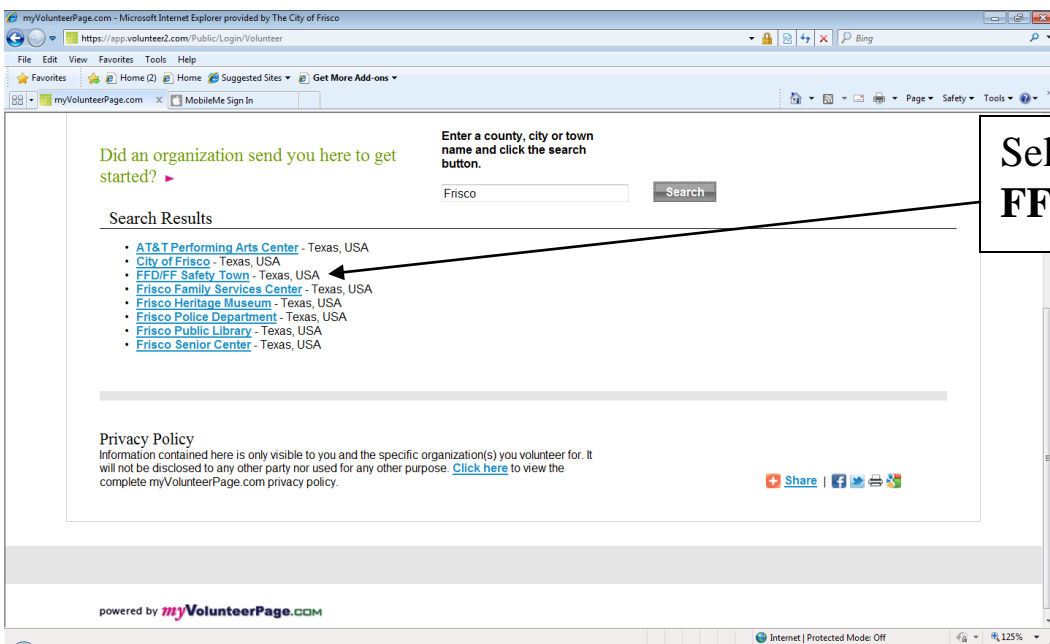 myVolunteerPage.com - Microsoft Internet Explorer provided by The City of Frisco
https://app.volunteer2.com/Public/Login/Volunteer
Bing
File Edit View Favorites Tools Help
Favorites Home (2) Home Suggested Sites Get More Add-ons
myVolunteerPage.com x MobileMe Sign In
Page Safety Tools
Did an organization send you here to get
started?
Enter a county, city or town
name and click the search
button.
Frisco Search
Sel
FF
Search Results
• AT&T Performing Arts Center - Texas, USA
• City of Frisco - Texas, USA
• FFD/FF Safety Town - Texas, USA
• Frisco Family Services Center - Texas, USA
• Frisco Heritage Museum - Texas, USA
• Frisco Police Department - Texas, USA
• Frisco Public Library - Texas, USA
• Frisco Senior Center - Texas, USA
Privacy Policy
Information contained here is only visible to you and the specific organization(s) you volunteer for. It
will not be disclosed to any other party nor used for any other purpose. Click here to view the
complete myVolunteerPage.com privacy policy.
Share |
powered by myVolunteerPage.com
Internet | Protected Mode: Off 125%